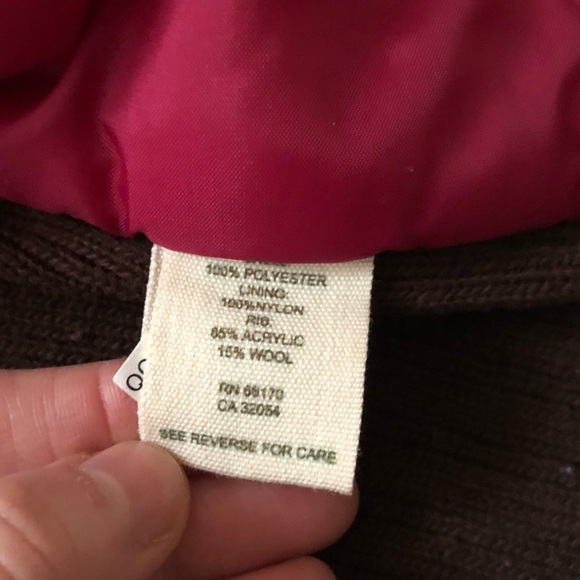 100% POLYESTER
LINING:
100%NYLON
RIB:
85% ACRYLIC
15% WOOL
RN 69170
CA 32054
SEE REVERSE FOR CARE